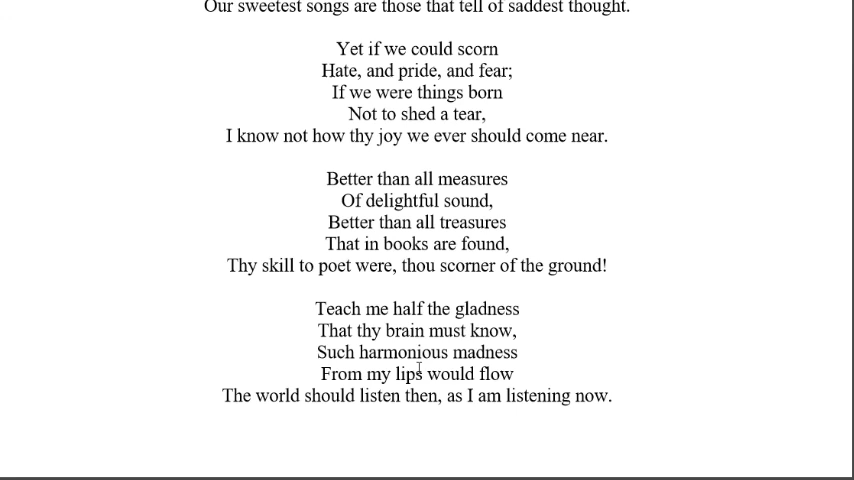 Our sweetest songs are those that tell of saddest thought.
Yet if we could scorn
Hate, and pride, and fear;
If we were things born
Not to shed a tear,
I know not how thy joy we ever should come near.
Better than all measures
Of delightful sound,
Better than all treasures
That in books are found,
Thy skill to poet were, thou scorner of the ground!
Teach me half the gladness
That thy brain must know,
Such harmonious madness
From my lips would flow
The world should listen then, as I am listening now.